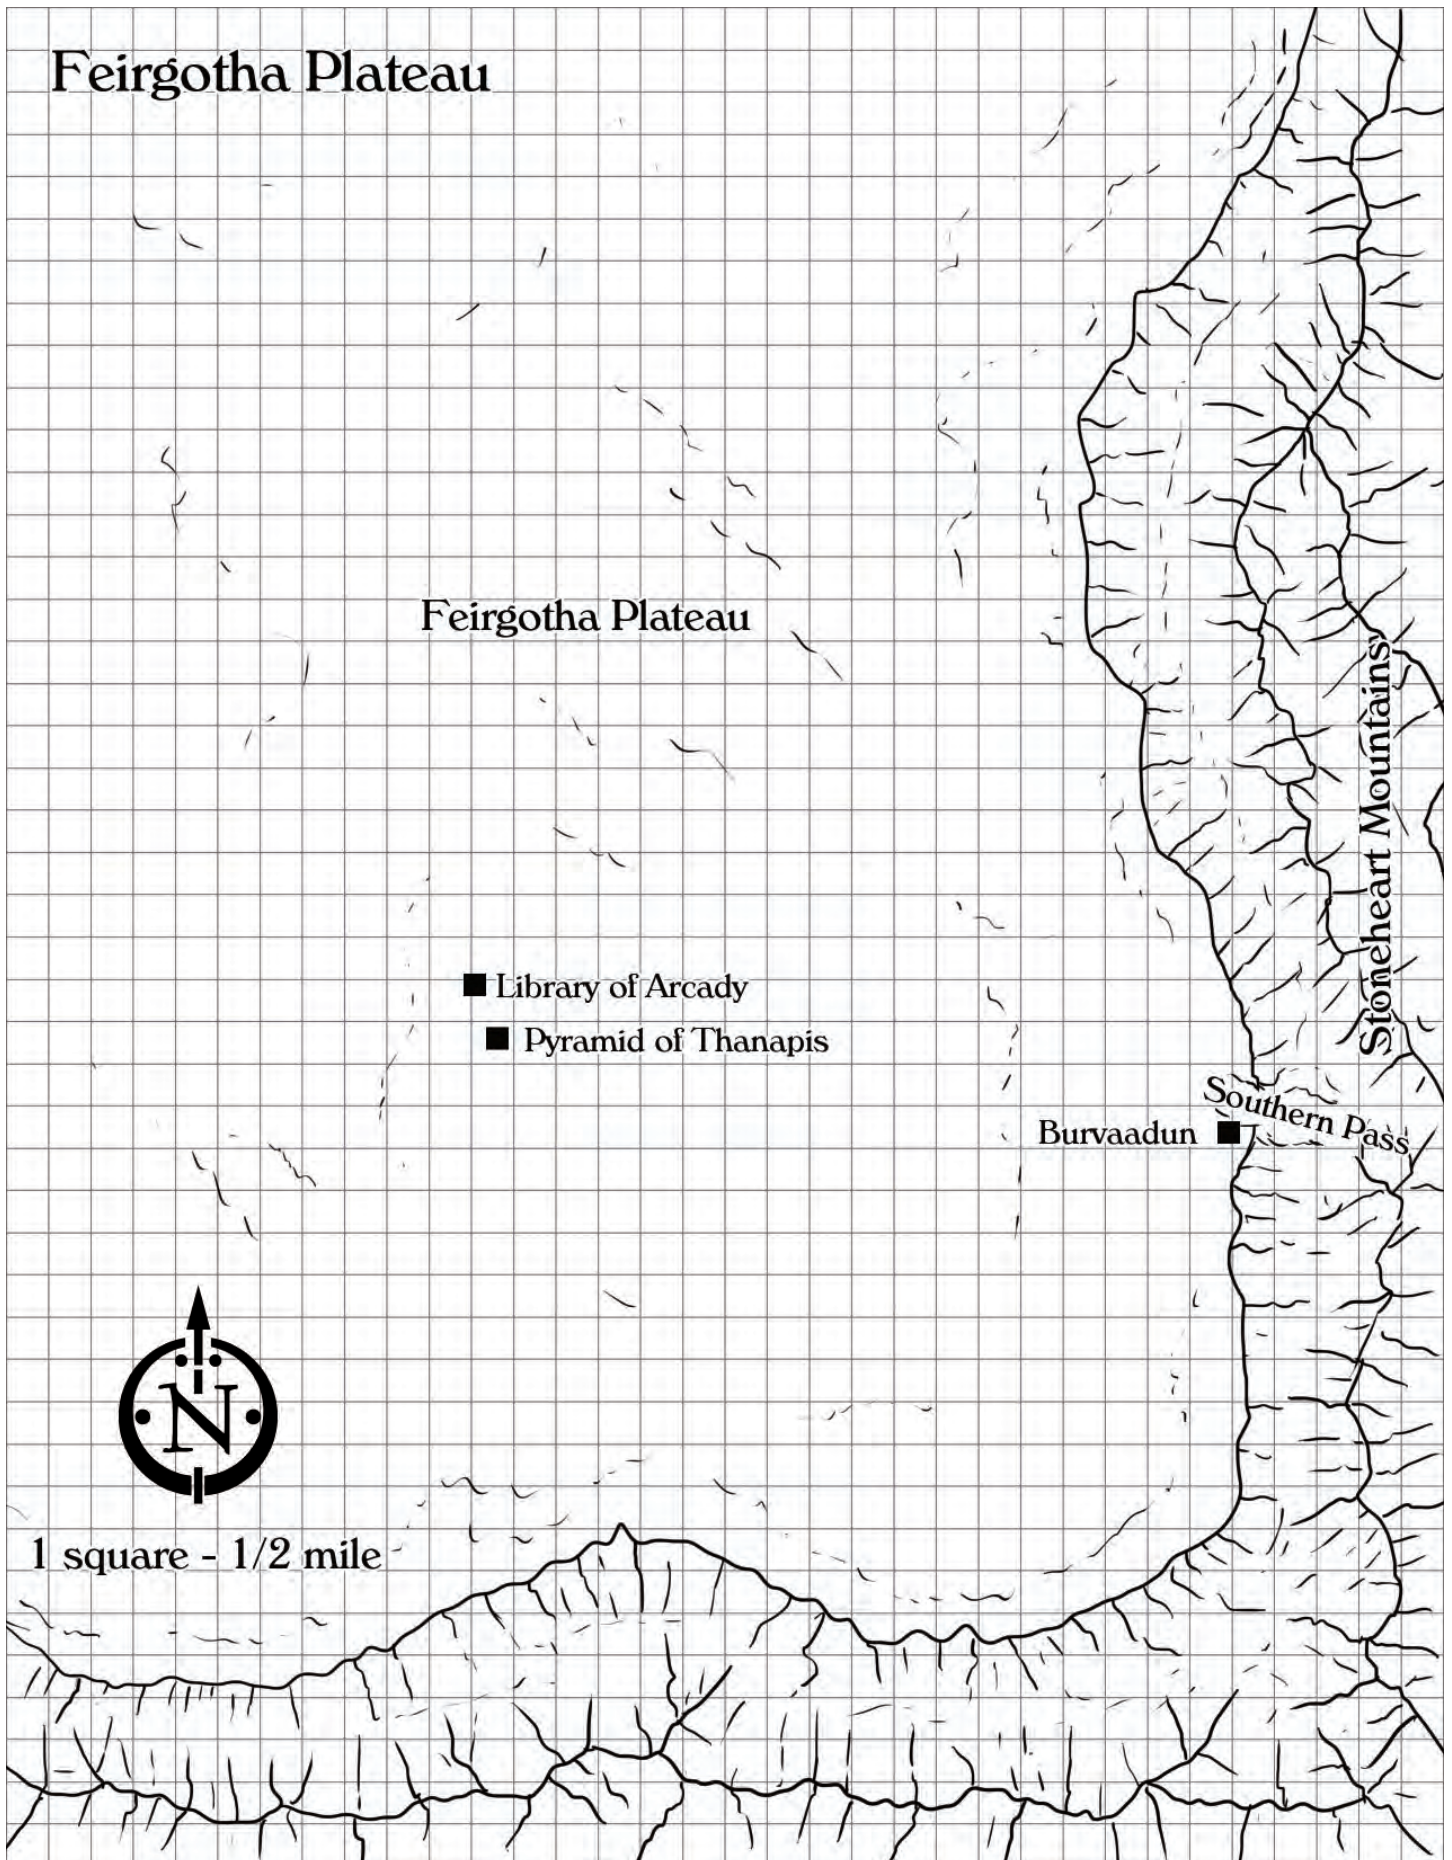 Feirgotha Plateau
Feirgotha Plateau
Stoneheart Mountains
Library of Arcady
Pyramid of Thanapis
Southern Pass
Burvaadun
N
1 square - 1/2 mile